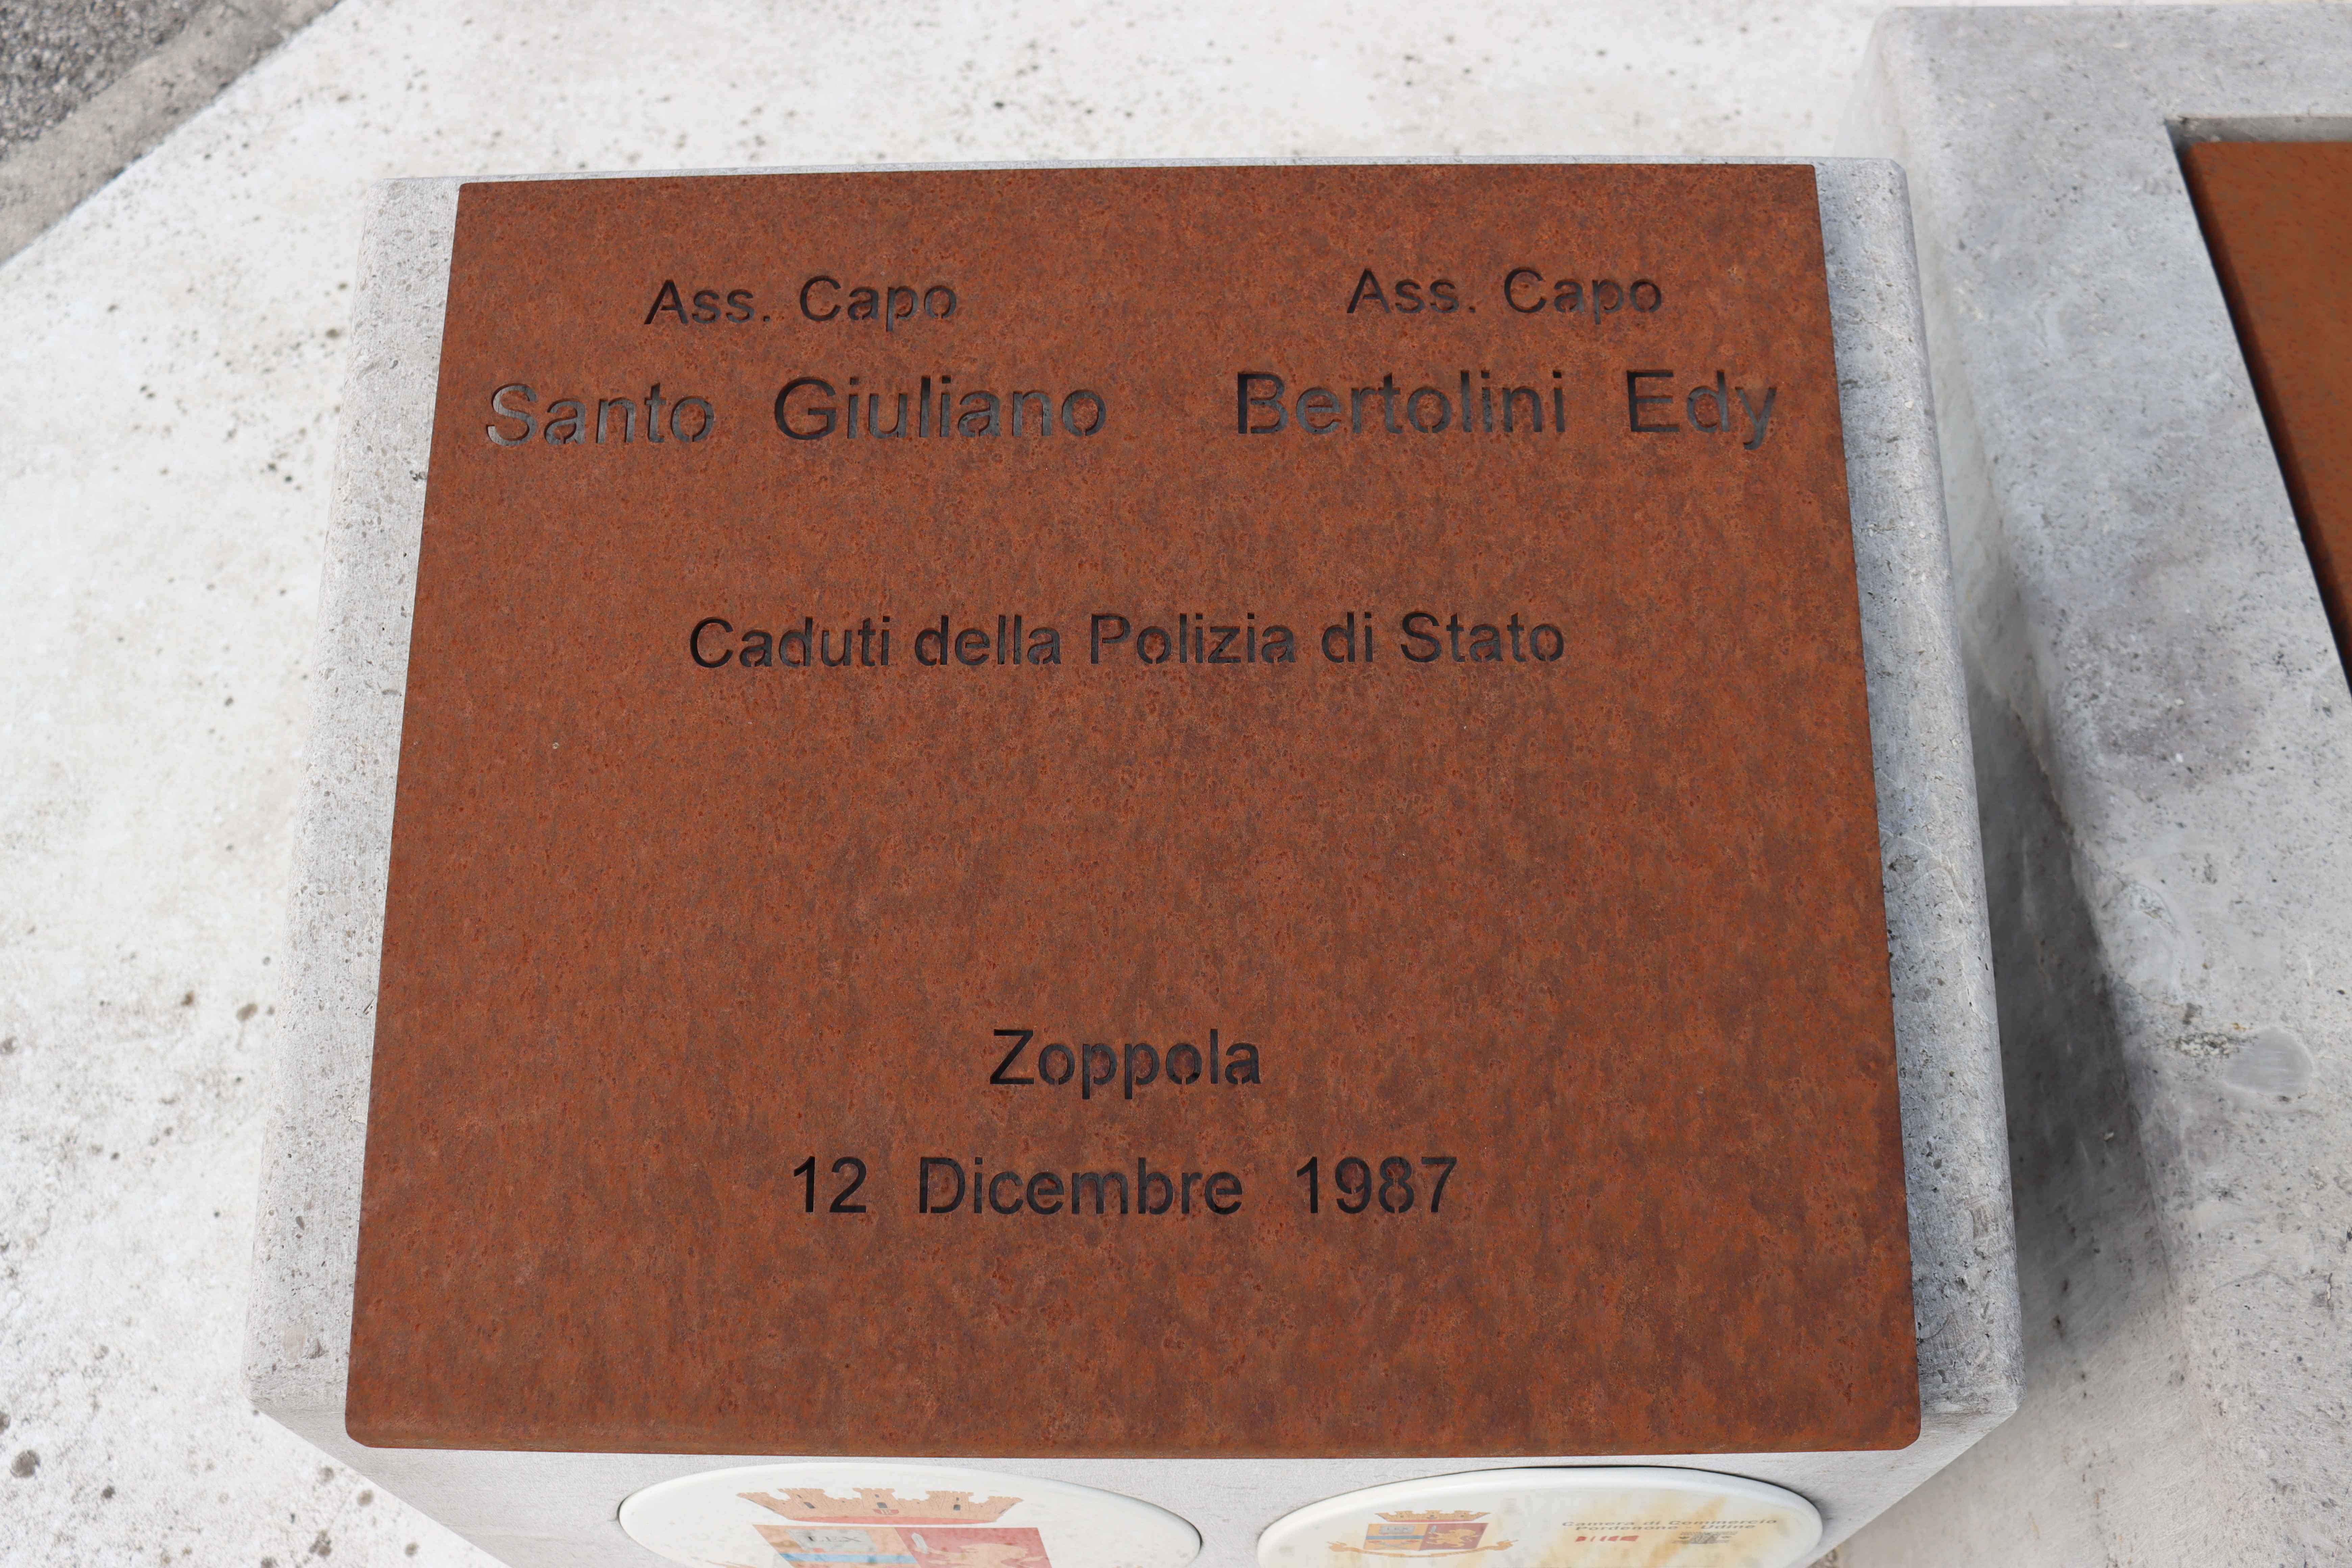 Ass. Capo Ass. Capo
Santo Giuliano Bertolini Edy
Caduti della Polizia di Stato
Zoppola
12 Dicembre 1987
LEX
Camera di Commercio
Pordenone - Udine